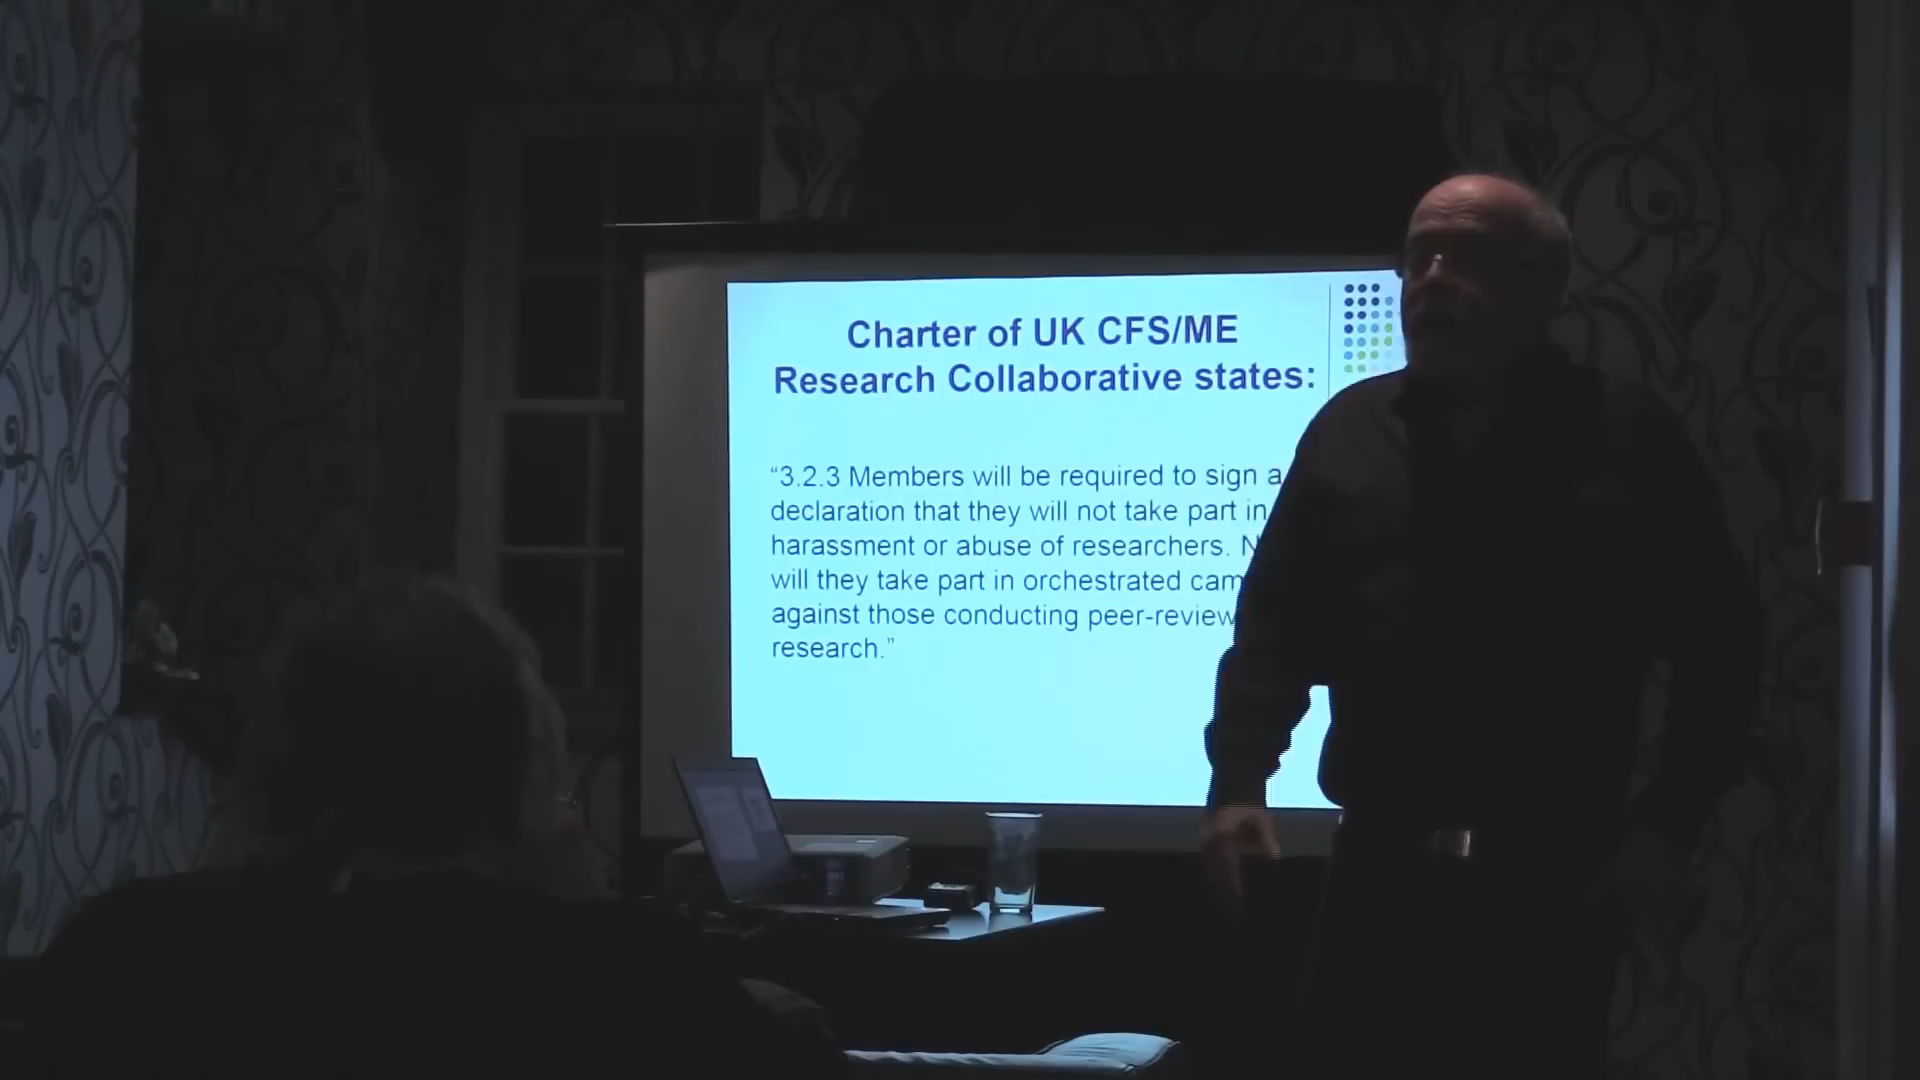 Charter of UK CFS/ME
Research Collaborative states:
“3.2.3 Members will be required to sign a
declaration that they will not take part in
harassment or abuse of researchers.
will they take part in orchestrated
against those conducting
research.”